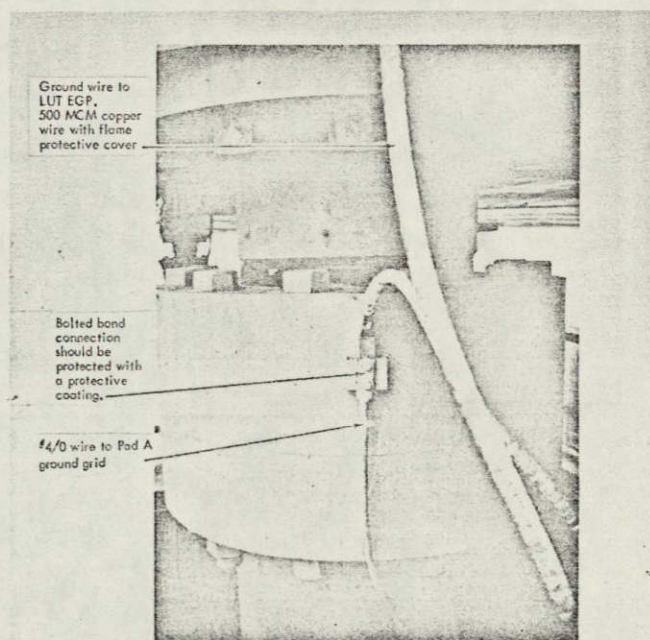 Ground wire to
LUT EGP,
500 MCM copper
wire with flame
protective cover
Bolted bond
connection
should be
protected with
a protective
coating.
#4/0 wire to Pad A
ground grid